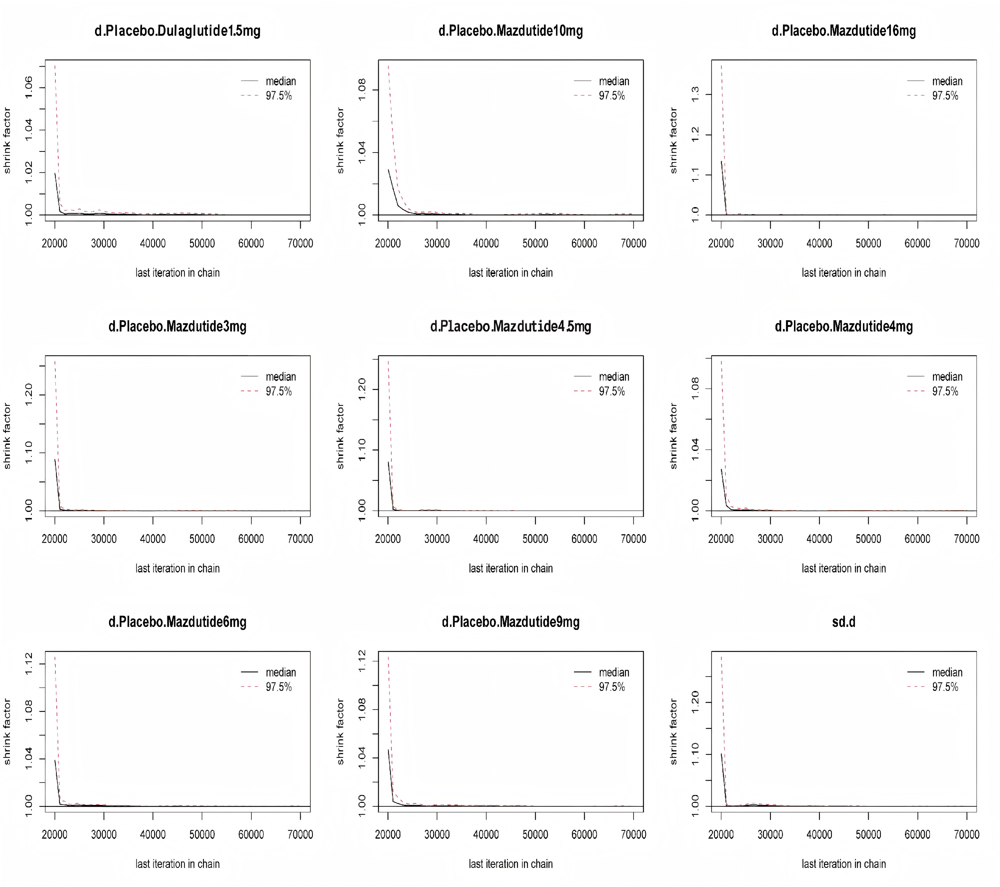 d.Placebo.Dulaglutide1.5mg
shrink factor
1.00 1.02 1.04 1.06
median
97.5%
20000 30000 40000 50000 60000 70000
last iteration in chain
d.Placebo.Mazdutide10mg
shrink factor
1.00 1.04 1.08
median
97.5%
20000 30000 40000 50000 60000 70000
last iteration in chain
d.Placebo.Mazdutide16mg
shrink factor
1.0 1.1 1.2 1.3
median
97.5%
20000 30000 40000 50000 60000 70000
last iteration in chain
d.Placebo.Mazdutide3mg
shrink factor
1.00 1.10 1.20
median
97.5%
20000 30000 40000 50000 60000 70000
last iteration in chain
d.Placebo.Mazdutide4.5mg
shrink factor
1.00 1.10 1.20
median
97.5%
20000 30000 40000 50000 60000 70000
last iteration in chain
d.Placebo.Mazdutide4mg
shrink factor
1.00 1.04 1.08
median
97.5%
20000 30000 40000 50000 60000 70000
last iteration in chain
d.Placebo.Mazdutide6mg
shrink factor
1.00 1.04 1.08 1.12
median
97.5%
20000 30000 40000 50000 60000 70000
last iteration in chain
d.Placebo.Mazdutide9mg
shrink factor
1.00 1.04 1.08 1.12
median
97.5%
20000 30000 40000 50000 60000 70000
last iteration in chain
sd.d
shrink factor
1.00 1.10 1.20
median
97.5%
20000 30000 40000 50000 60000 70000
last iteration in chain